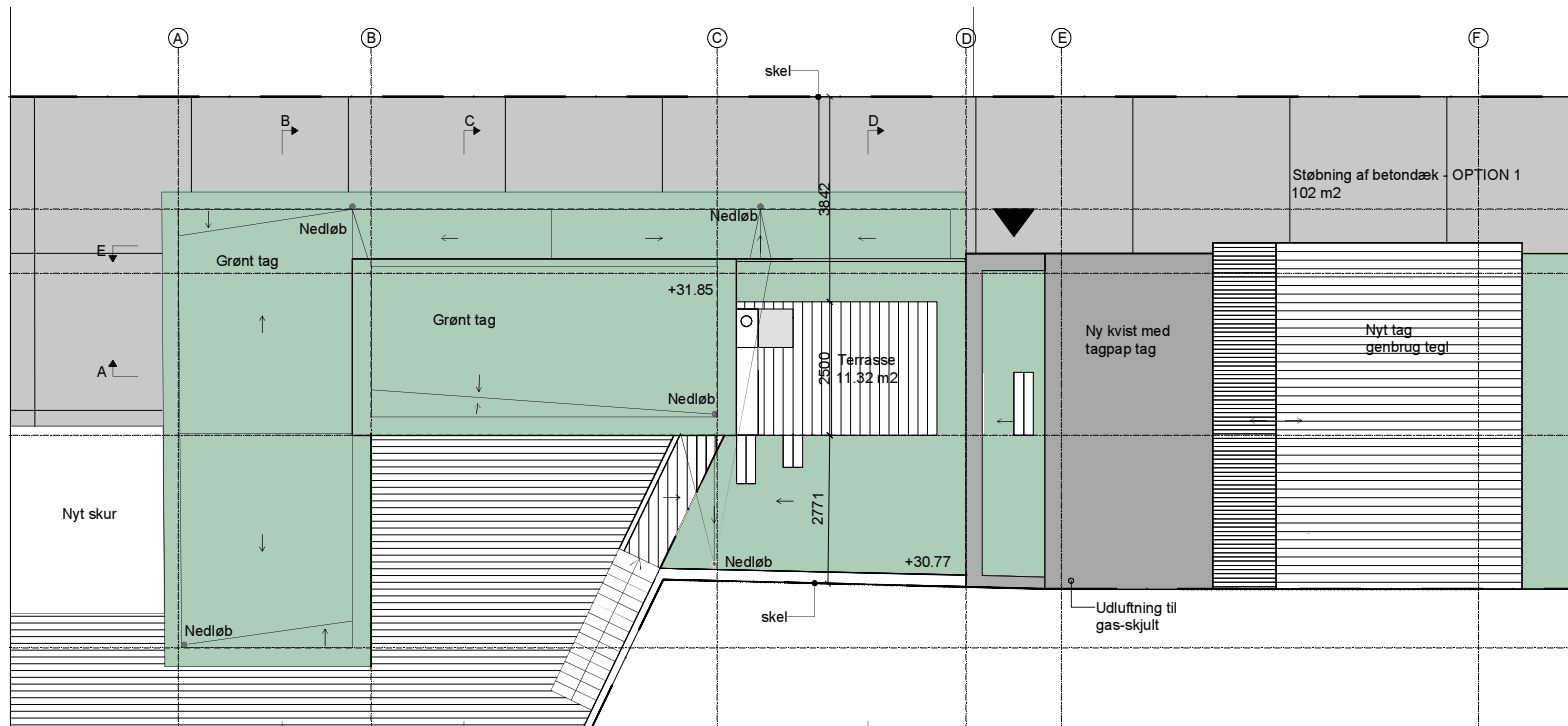 A
B
C
D
E
F
skel
B
C
D
Støbning af betondæk - OPTION 1
102 m2
3842
Nedløb
Nedløb
E
Grønt tag
+31.85
Grønt tag
Ny kvist med
tagpap tag
Nyt tag
genbrug tegl
A
2500
Terrasse
11.32 m2
Nedløb
Nyt skur
2771
Nedløb
+30.77
skel
Udluftning til
gas-skjult
Nedløb